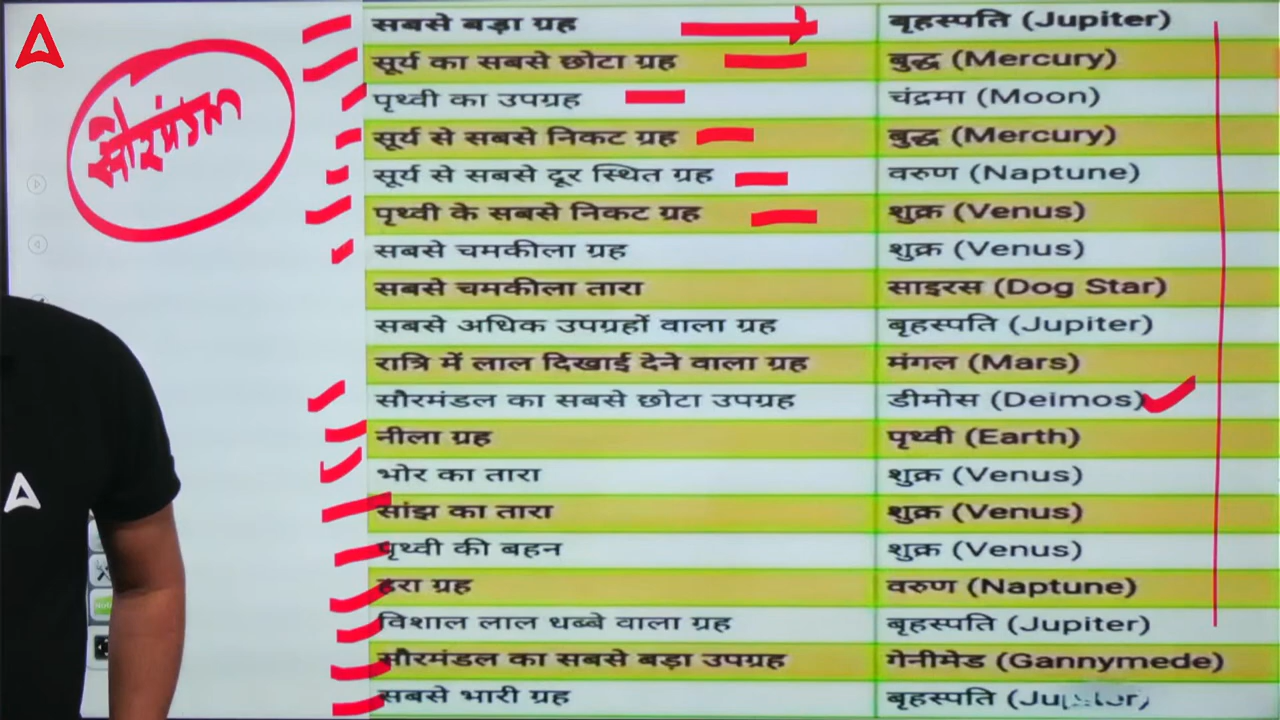 सौरमंडल
सबसे बड़ा ग्रह बृहस्पति (Jupiter)
सूर्य का सबसे छोटा ग्रह बुद्ध (Mercury)
पृथ्वी का उपग्रह चंद्रमा (Moon)
सूर्य से सबसे निकट ग्रह बुद्ध (Mercury)
सूर्य से सबसे दूर स्थित ग्रह वरुण (Naptune)
पृथ्वी के सबसे निकट ग्रह शुक्र (Venus)
सबसे चमकीला ग्रह शुक्र (Venus)
सबसे चमकीला तारा साइरस (Dog Star)
सबसे अधिक उपग्रहों वाला ग्रह बृहस्पति (Jupiter)
रात्रि में लाल दिखाई देने वाला ग्रह मंगल (Mars)
सौरमंडल का सबसे छोटा उपग्रह डीमोस (Deimos)
नीला ग्रह पृथ्वी (Earth)
भोर का तारा शुक्र (Venus)
सांझ का तारा शुक्र (Venus)
पृथ्वी की बहन शुक्र (Venus)
हरा ग्रह वरुण (Naptune)
विशाल लाल धब्बे वाला ग्रह बृहस्पति (Jupiter)
सौरमंडल का सबसे बड़ा उपग्रह गेनीमेड (Gannymede)
सबसे भारी ग्रह बृहस्पति